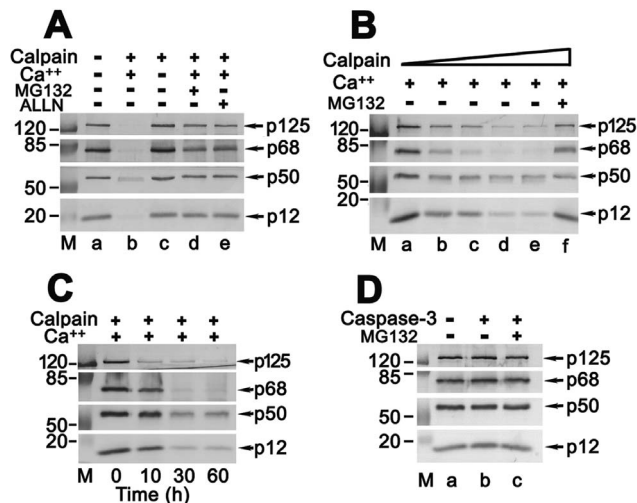 A
Calpain - + + + +
Ca++ - + - + +
MG132 - - - + -
ALLN - - - - +
120 p125
85 p68
50 p50
20 p12
M a b c d e
B
Calpain
Ca++ + + + + + +
MG132 - - - - - +
120 p125
85 p68
50 p50
20 p12
M a b c d e f
C
Calpain + + + +
Ca++ + + + +
120 p125
85 p68
50 p50
20 p12
M 0 10 30 60
Time (h)
D
Caspase-3 - + +
MG132 - - +
120 p125
85 p68
50 p50
20 p12
M a b c